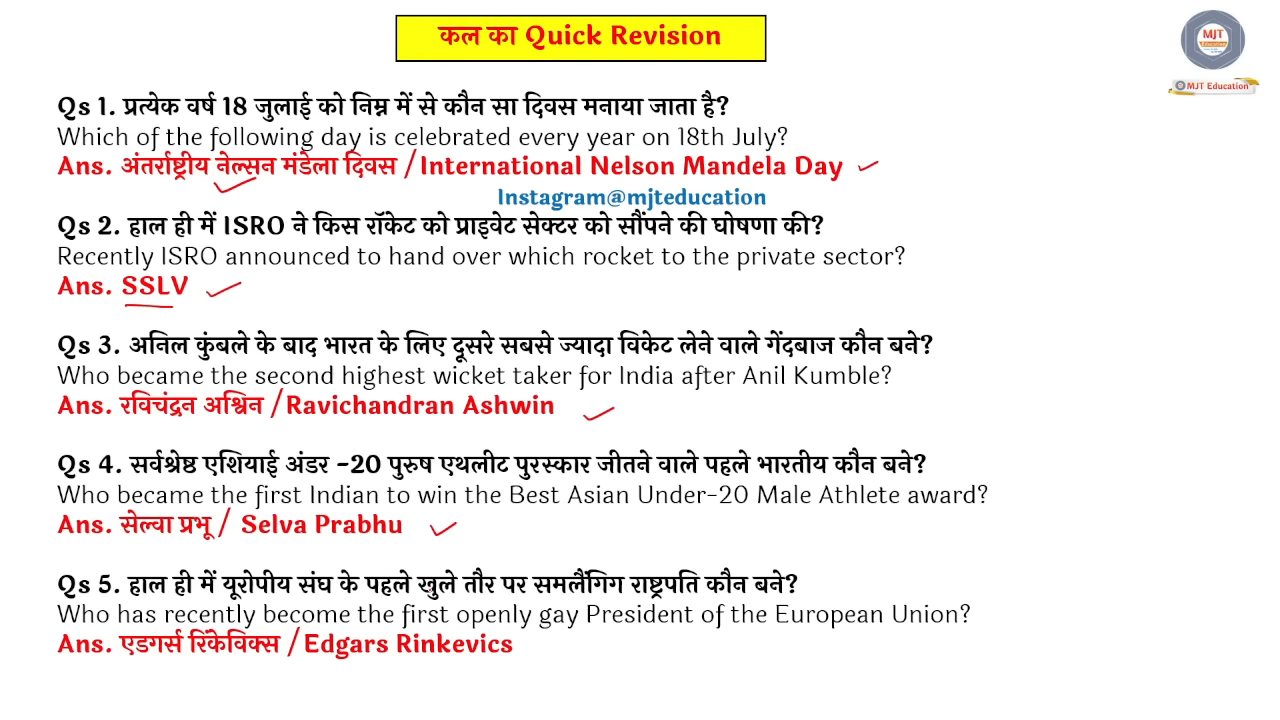 कल का Quick Revision
MJT
Education
MJT Education
Qs 1. प्रत्येक वर्ष 18 जुलाई को निम्न में से कौन सा दिवस मनाया जाता है?
Which of the following day is celebrated every year on 18th July?
Ans. अंतर्राष्ट्रीय नेल्सन मंडेला दिवस / International Nelson Mandela Day
Instagram@mjteducation
Qs 2. हाल ही में ISRO ने किस रॉकेट को प्राइवेट सेक्टर को सौंपने की घोषणा की?
Recently ISRO announced to hand over which rocket to the private sector?
Ans. SSLV
Qs 3. अनिल कुंबले के बाद भारत के लिए दूसरे सबसे ज्यादा विकेट लेने वाले गेंदबाज कौन बने?
Who became the second highest wicket taker for India after Anil Kumble?
Ans. रविचंद्रन अश्विन / Ravichandran Ashwin
Qs 4. सर्वश्रेष्ठ एशियाई अंडर -20 पुरुष एथलीट पुरस्कार जीतने वाले पहले भारतीय कौन बने?
Who became the first Indian to win the Best Asian Under-20 Male Athlete award?
Ans. सेल्वा प्रभू / Selva Prabhu
Qs 5. हाल ही में यूरोपीय संघ के पहले खुले तौर पर समलैंगिग राष्ट्रपति कौन बने?
Who has recently become the first openly gay President of the European Union?
Ans. एडगर्स रिंकेविक्स / Edgars Rinkevics